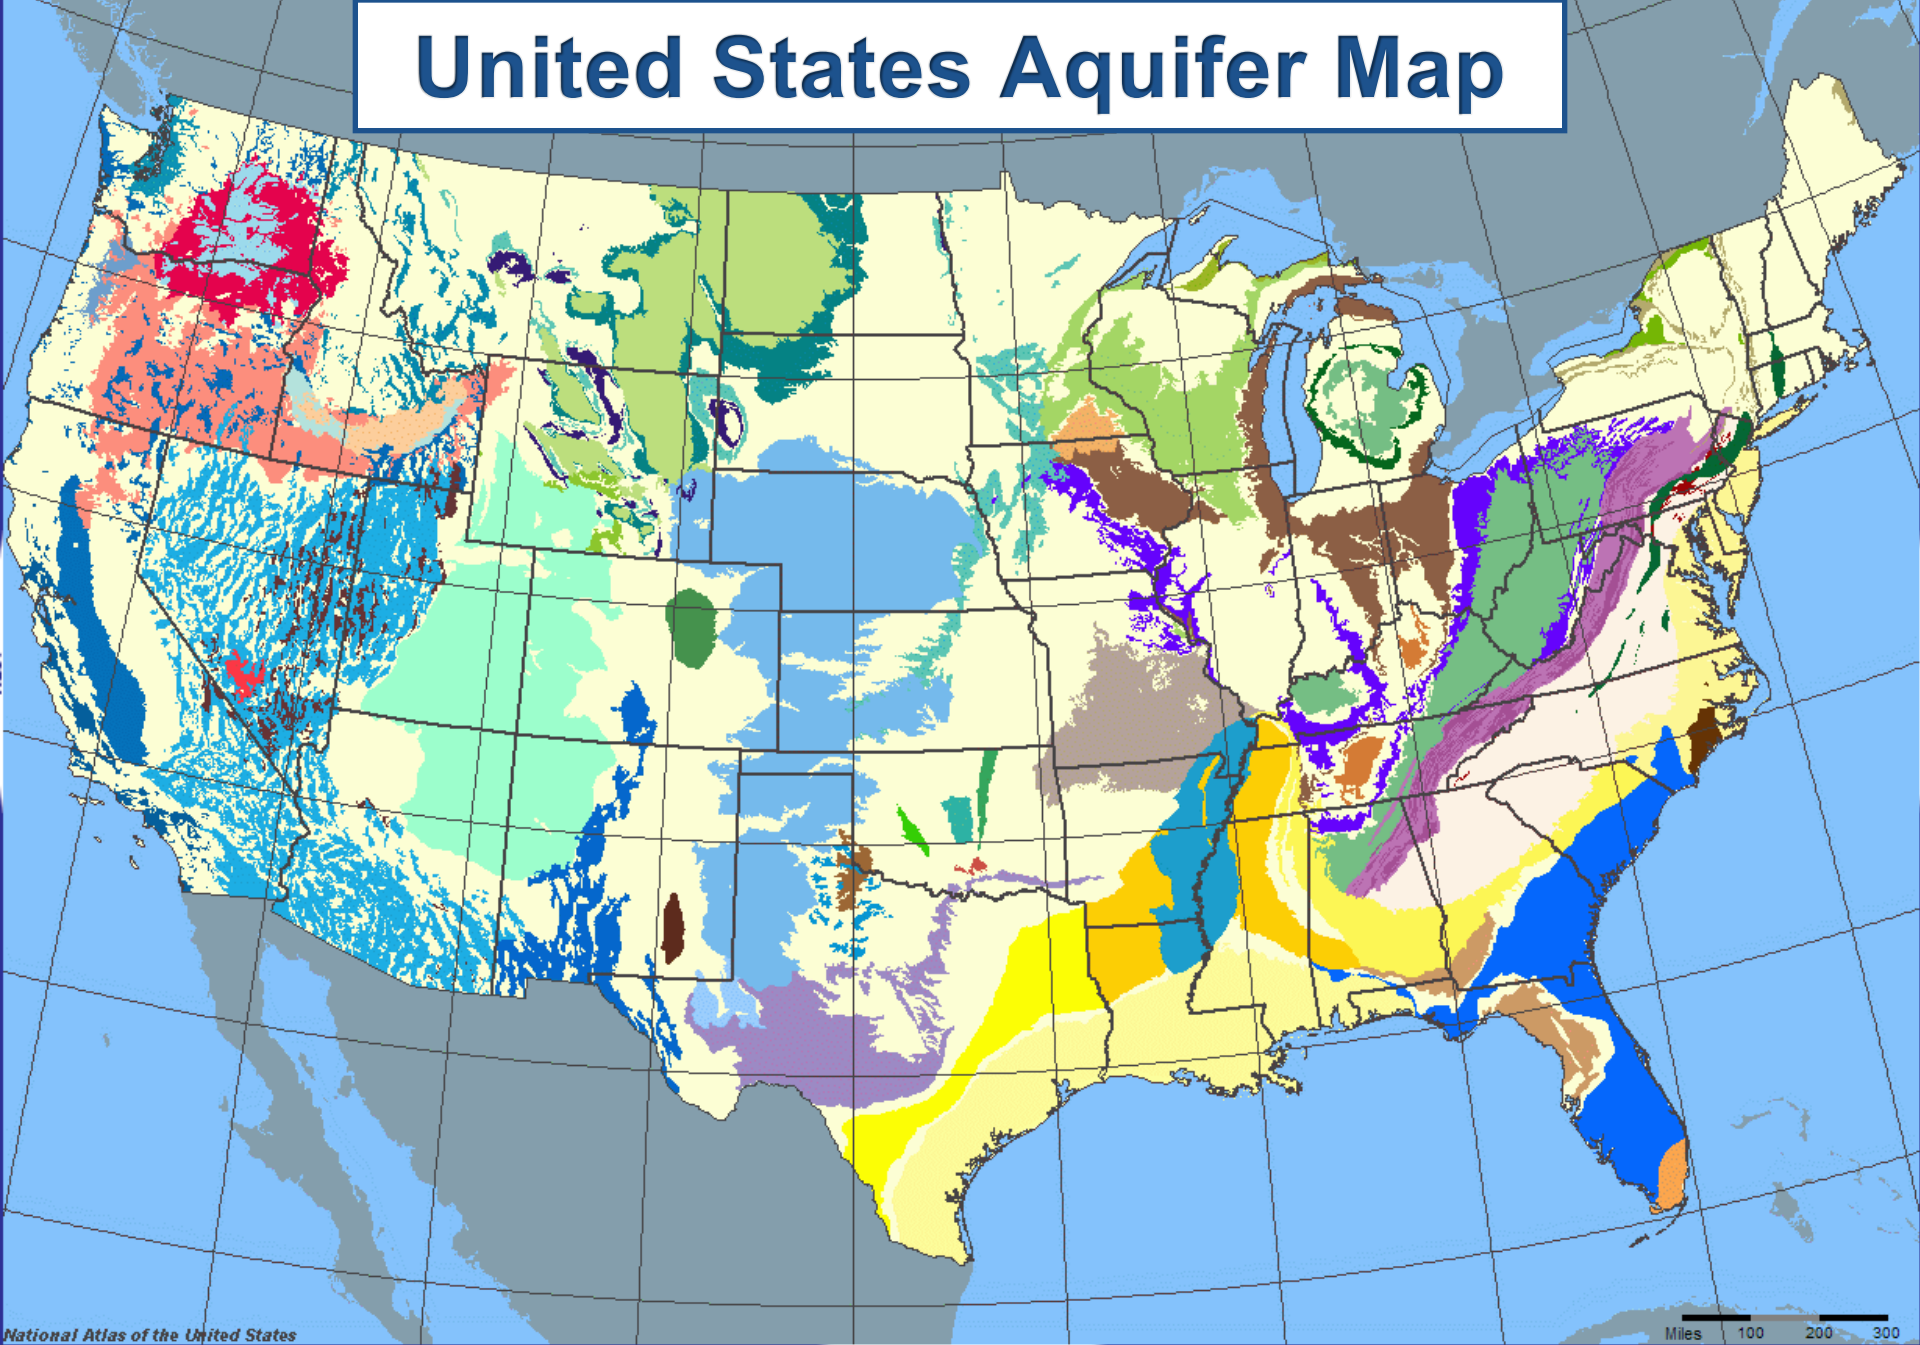 United States Aquifer Map
National Atlas of the United States
Miles 100 200 300